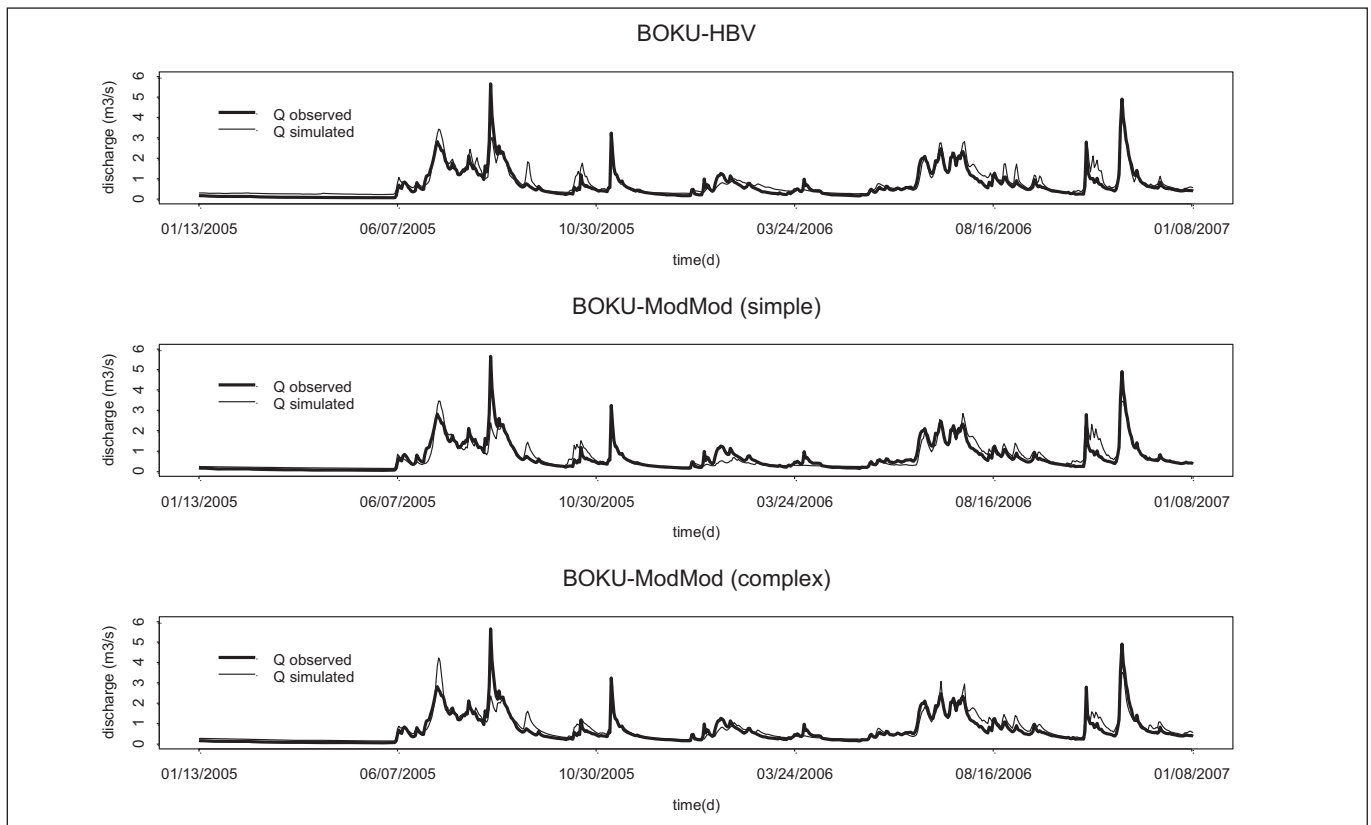 BOKU-HBV
discharge (m3/s)
6
5
4
3
2
1
0
Q observed
Q simulated
01/13/2005 06/07/2005 10/30/2005 03/24/2006 08/16/2006 01/08/2007
time(d)
BOKU-ModMod (simple)
discharge (m3/s)
6
5
4
3
2
1
0
Q observed
Q simulated
01/13/2005 06/07/2005 10/30/2005 03/24/2006 08/16/2006 01/08/2007
time(d)
BOKU-ModMod (complex)
discharge (m3/s)
6
5
4
3
2
1
0
Q observed
Q simulated
01/13/2005 06/07/2005 10/30/2005 03/24/2006 08/16/2006 01/08/2007
time(d)